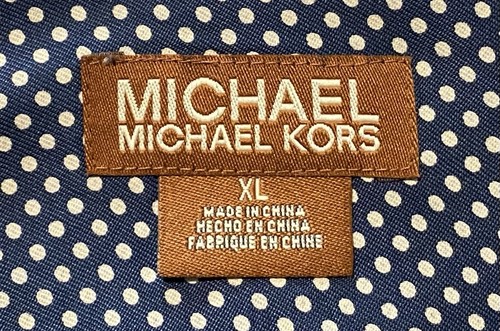 MICHAEL
MICHAEL KORS
XL
MADE IN CHINA
HECHO EN CHINA
FABRIQUE EN CHINE